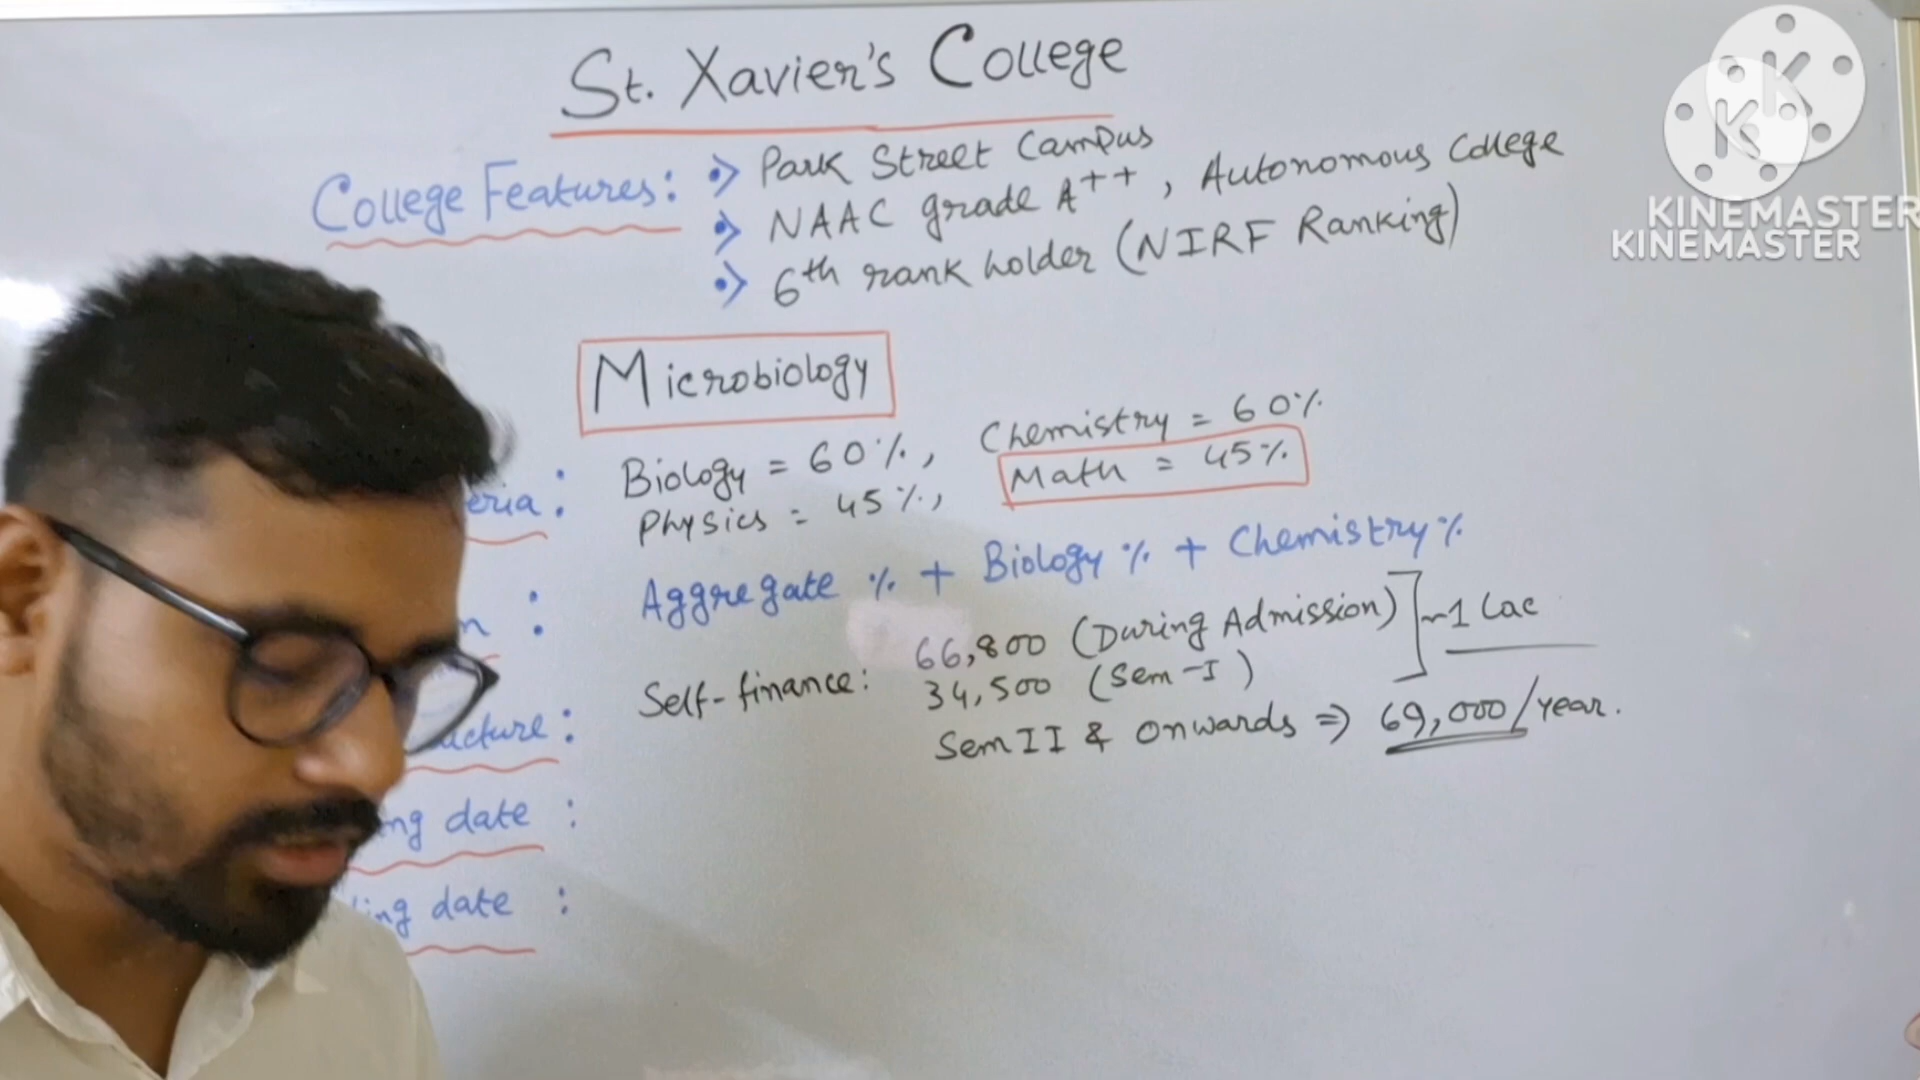 St. Xavier's College
College Features: Park Street Campus
NAAC grade A++, Autonomous College
6th rank holder (NIRF Ranking)
KINEMASTER
KINEMASTER
Microbiology
: Biology = 60%, Chemistry = 60%
Physics = 45%, Math = 45%
: Aggregate % + Biology % + Chemistry %
Self-finance: 66,800 (During Admission) ~1 Lac
34,500 (Sem-I)
Sem II & onwards ⇒ 69,000/year.
date :
date :